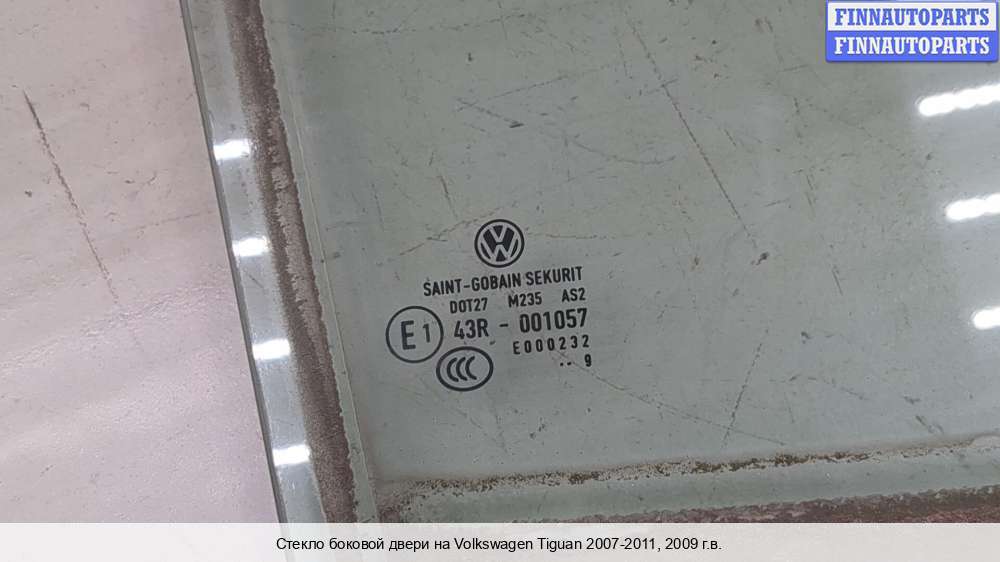 FINNAUTOPARTS
FINNAUTOPARTS
SAINT-GOBAIN SEKURIT
DOT27 M235 AS2
E1 43R - 001057
E000232
CCC ·· 9
Стекло боковой двери на Volkswagen Tiguan 2007-2011, 2009 г.в.